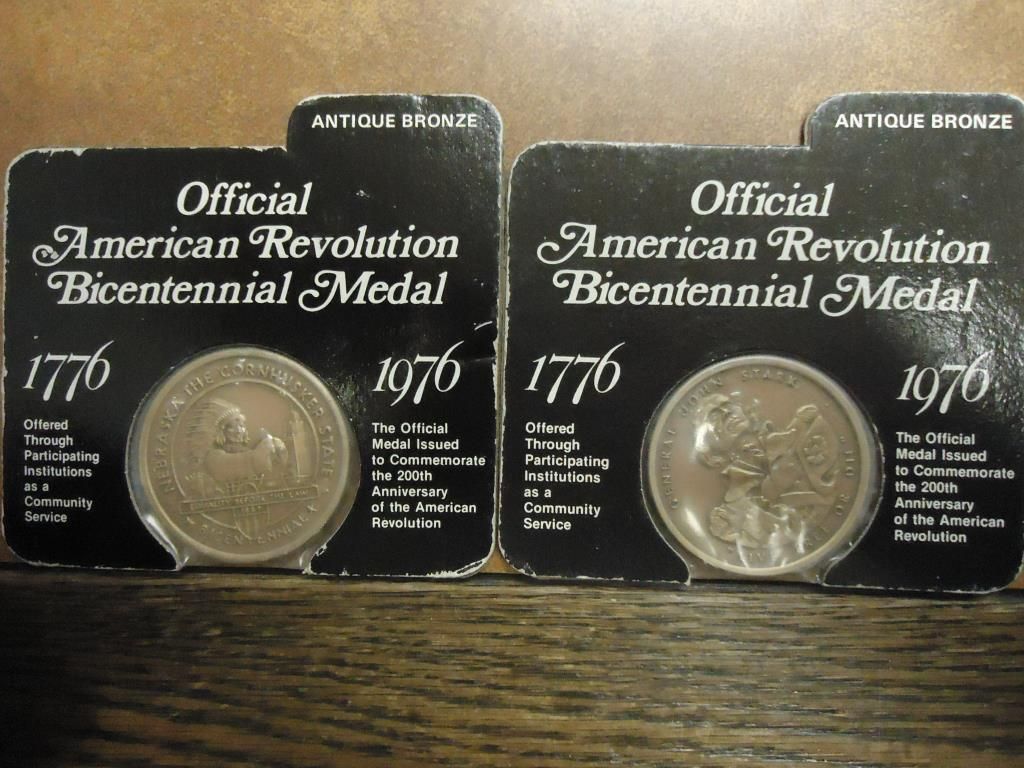 ANTIQUE BRONZE
Official
American Revolution
Bicentennial Medal
1776
1976
Offered
Through
Participating
Institutions
as a
Community
Service
The Official
Medal Issued
to Commemorate
the 200th
Anniversary
of the American
Revolution
NEBRASKA THE CORNHUSKER STATE
BICENTENNIAL
ANTIQUE BRONZE
Official
American Revolution
Bicentennial Medal
1776
1976
Offered
Through
Participating
Institutions
as a
Community
Service
The Official
Medal Issued
to Commemorate
the 200th
Anniversary
of the American
Revolution
GENERAL JOHN STARK